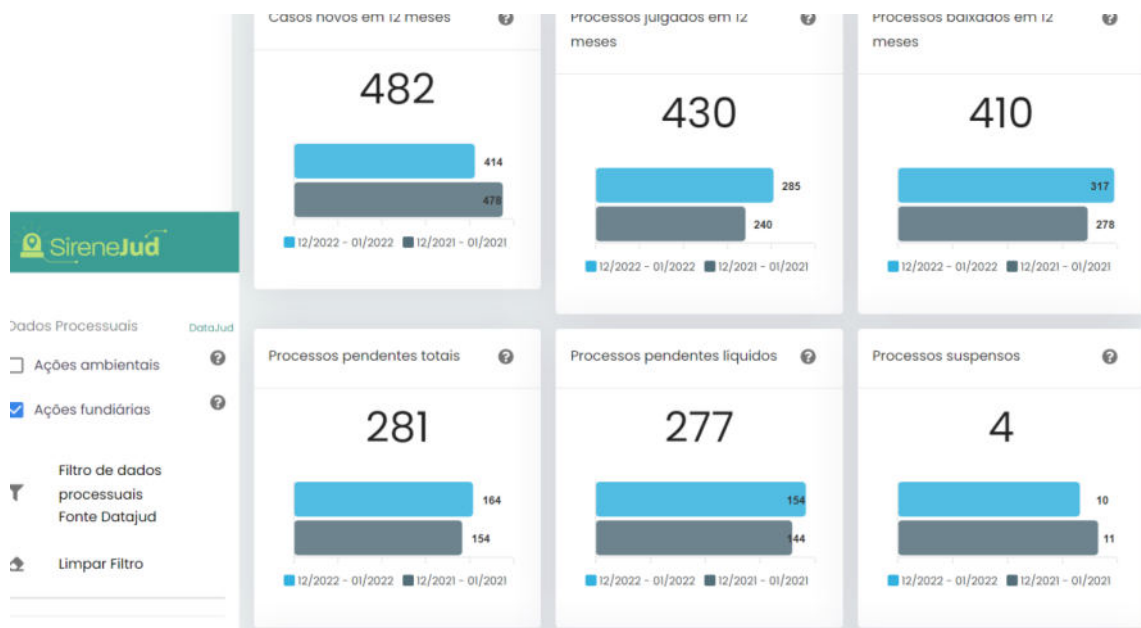 Casos novos em 12 meses
482
414
478
12/2022 - 01/2022 12/2021 - 01/2021
Processos julgados em 12
meses
430
285
240
12/2022 - 01/2022 12/2021 - 01/2021
Processos baixados em 12
meses
410
317
278
12/2022 - 01/2022 12/2021 - 01/2021
SireneJud
Dados Processuais DataJud
Ações ambientais
Ações fundiárias
Filtro de dados
processuais
Fonte Datajud
Limpar Filtro
Processos pendentes totais
281
164
154
12/2022 - 01/2022 12/2021 - 01/2021
Processos pendentes líquidos
277
154
144
12/2022 - 01/2022 12/2021 - 01/2021
Processos suspensos
4
10
11
12/2022 - 01/2022 12/2021 - 01/2021